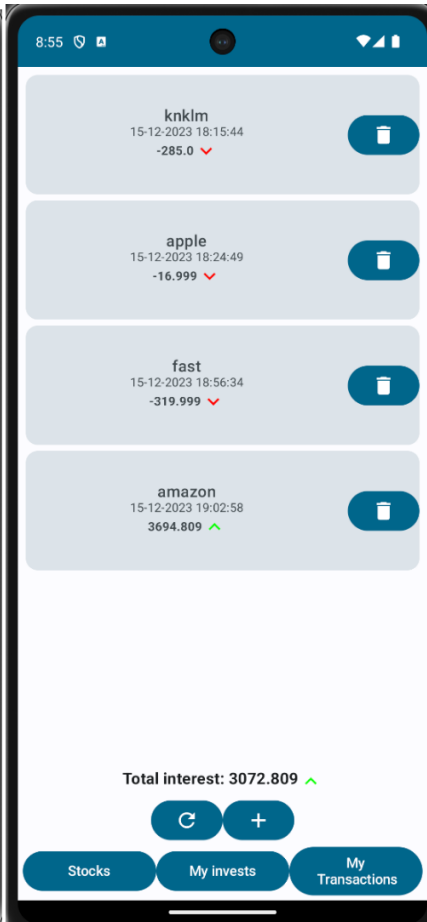 8:55
knklm
15-12-2023 18:15:44
-285.0
apple
15-12-2023 18:24:49
-16.999
fast
15-12-2023 18:56:34
-319.999
amazon
15-12-2023 19:02:58
3694.809
Total interest: 3072.809
+
Stocks
My invests
My
Transactions